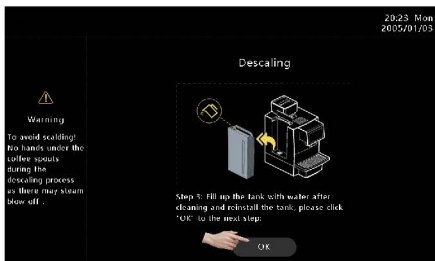 20:23 Mon
2005/01/03
Descaling
Warning
To avoid scalding!
No hands under the
coffee spouts
during the
descaling process
as there may steam
blow off .
Step 3: Fill up the tank with water after
cleaning and reinstall the tank, please click
"OK" to the next step:
OK